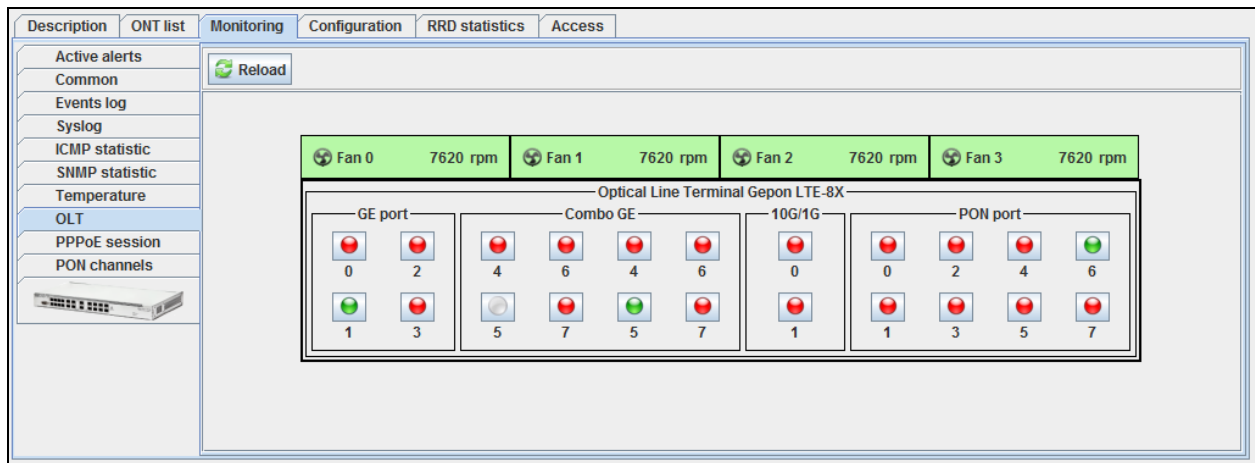 Description ONT list Monitoring Configuration RRD statistics Access
Active alerts
Common
Events log
Syslog
ICMP statistic
SNMP statistic
Temperature
OLT
PPPoE session
PON channels
Reload
Fan 0 7620 rpm Fan 1 7620 rpm Fan 2 7620 rpm Fan 3 7620 rpm
Optical Line Terminal Gepon LTE-8X
GE port Combo GE 10G/1G PON port
0 2 4 6 4 6 0 0 2 4 6
1 3 5 7 5 7 1 1 3 5 7